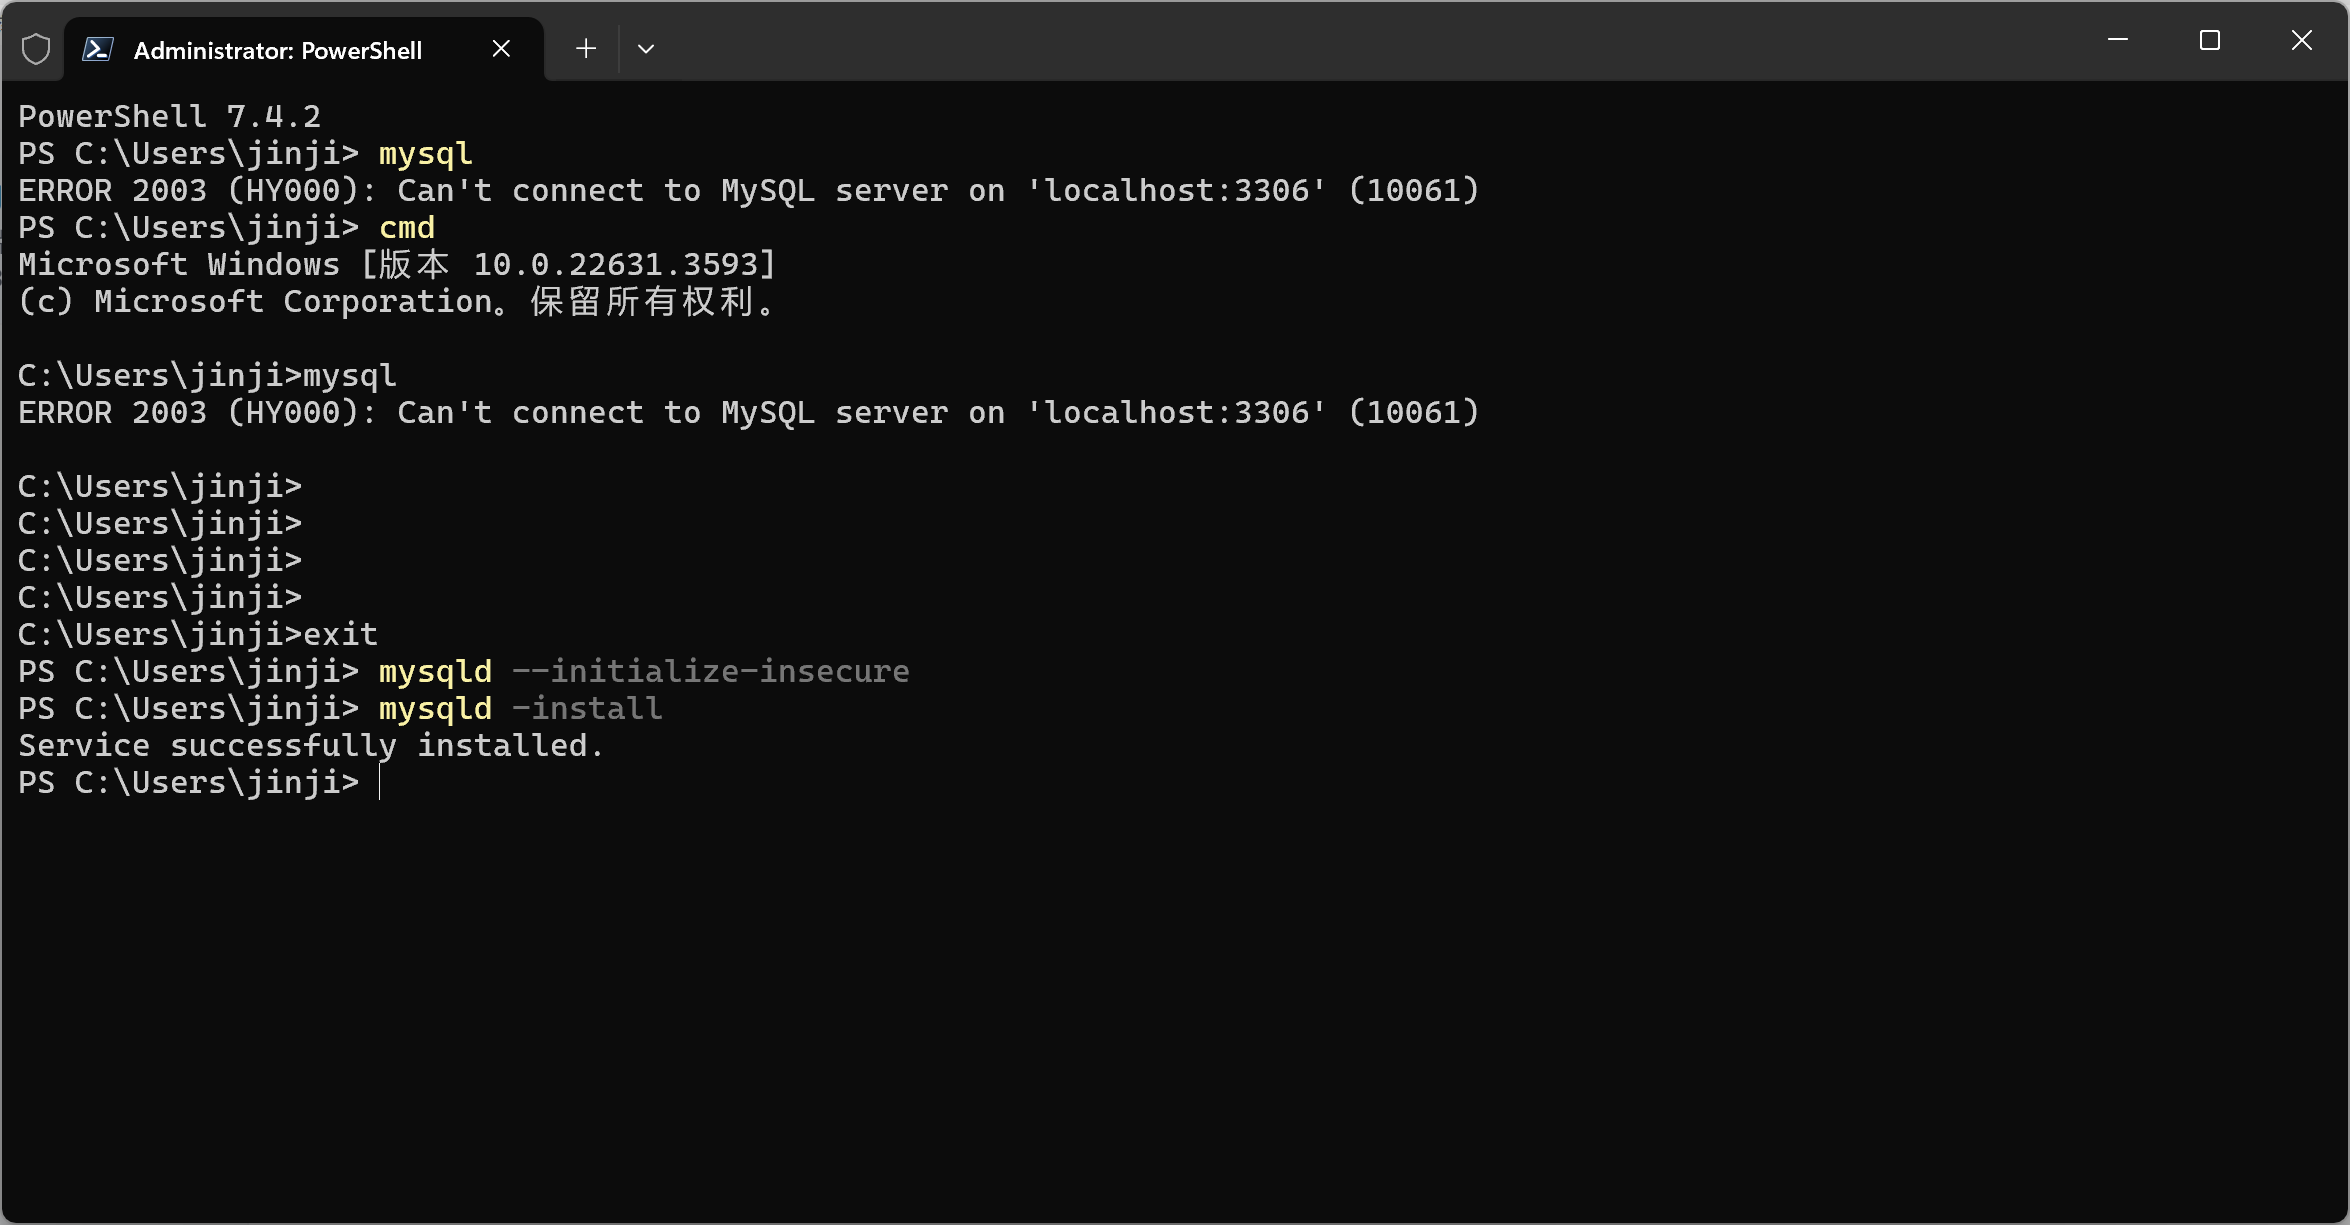 Administrator: PowerShell
PowerShell 7.4.2
PS C:\Users\jinji> mysql
ERROR 2003 (HY000): Can't connect to MySQL server on 'localhost:3306' (10061)
PS C:\Users\jinji> cmd
Microsoft Windows [版本 10.0.22631.3593]
(c) Microsoft Corporation。保留所有权利。
C:\Users\jinji>mysql
ERROR 2003 (HY000): Can't connect to MySQL server on 'localhost:3306' (10061)
C:\Users\jinji>
C:\Users\jinji>
C:\Users\jinji>
C:\Users\jinji>
C:\Users\jinji>exit
PS C:\Users\jinji> mysqld --initialize-insecure
PS C:\Users\jinji> mysqld -install
Service successfully installed.
PS C:\Users\jinji>